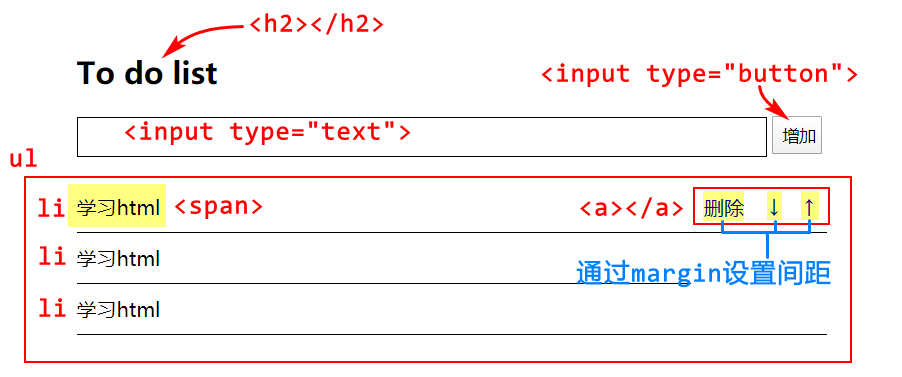 <h2></h2>
To do list
<input type="button">
<input type="text">
增加
ul
li 学习html <span> <a></a> 删除 ↓ ↑
li 学习html
通过margin设置间距
li 学习html